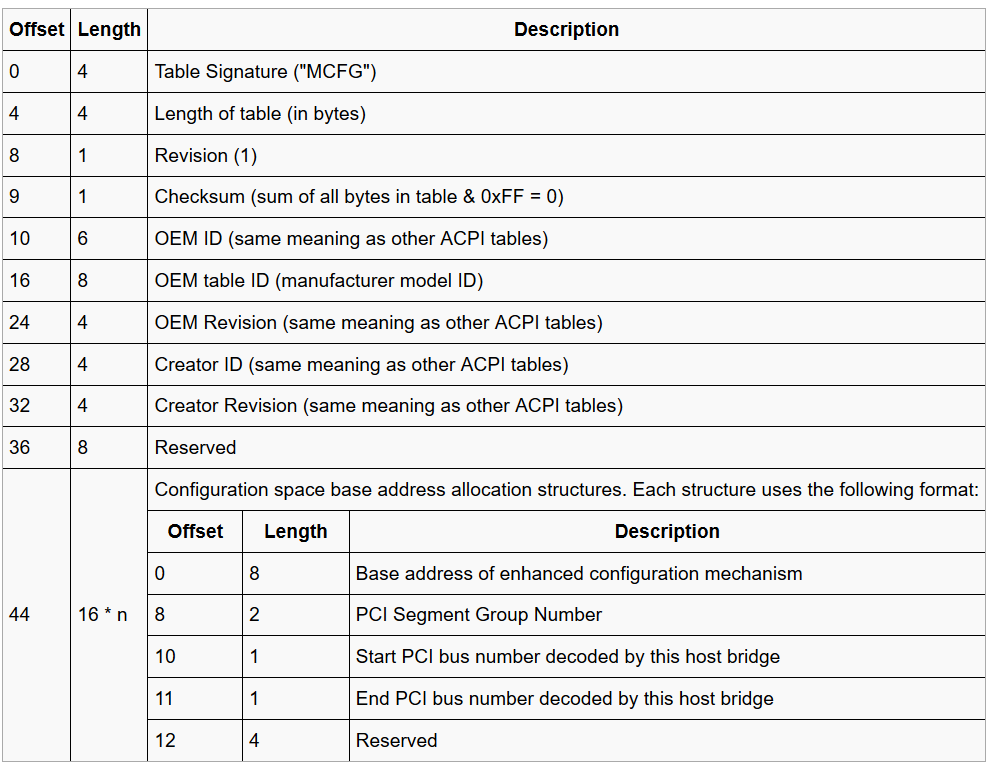 Offset Length Description
0 4 Table Signature ("MCFG")
4 4 Length of table (in bytes)
8 1 Revision (1)
9 1 Checksum (sum of all bytes in table & 0xFF = 0)
10 6 OEM ID (same meaning as other ACPI tables)
16 8 OEM table ID (manufacturer model ID)
24 4 OEM Revision (same meaning as other ACPI tables)
28 4 Creator ID (same meaning as other ACPI tables)
32 4 Creator Revision (same meaning as other ACPI tables)
36 8 Reserved
44 16 * n Configuration space base address allocation structures. Each structure uses the following format:
Offset Length Description
0 8 Base address of enhanced configuration mechanism
8 2 PCI Segment Group Number
10 1 Start PCI bus number decoded by this host bridge
11 1 End PCI bus number decoded by this host bridge
12 4 Reserved